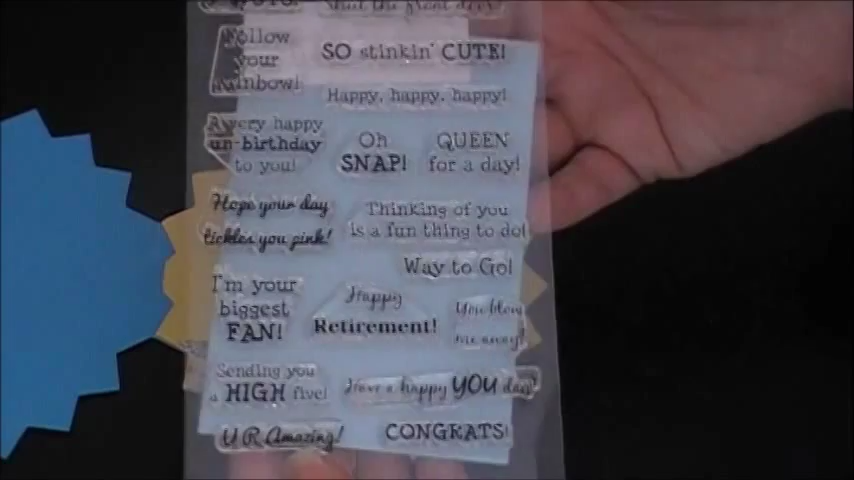 Follow
your
rainbow!
SO stinkin' CUTE!
Happy, happy, happy!
A very happy
un-birthday
to you!
Oh
SNAP!
QUEEN
for a day!
Hope your day
tickles you pink!
Thinking of you
is a fun thing to do!
Way to Go!
I'm your
biggest
FAN!
Happy
Retirement!
You blow
me away!
Sending you
a HIGH five!
Have a happy YOU day!
U R Amazing!
CONGRATS!